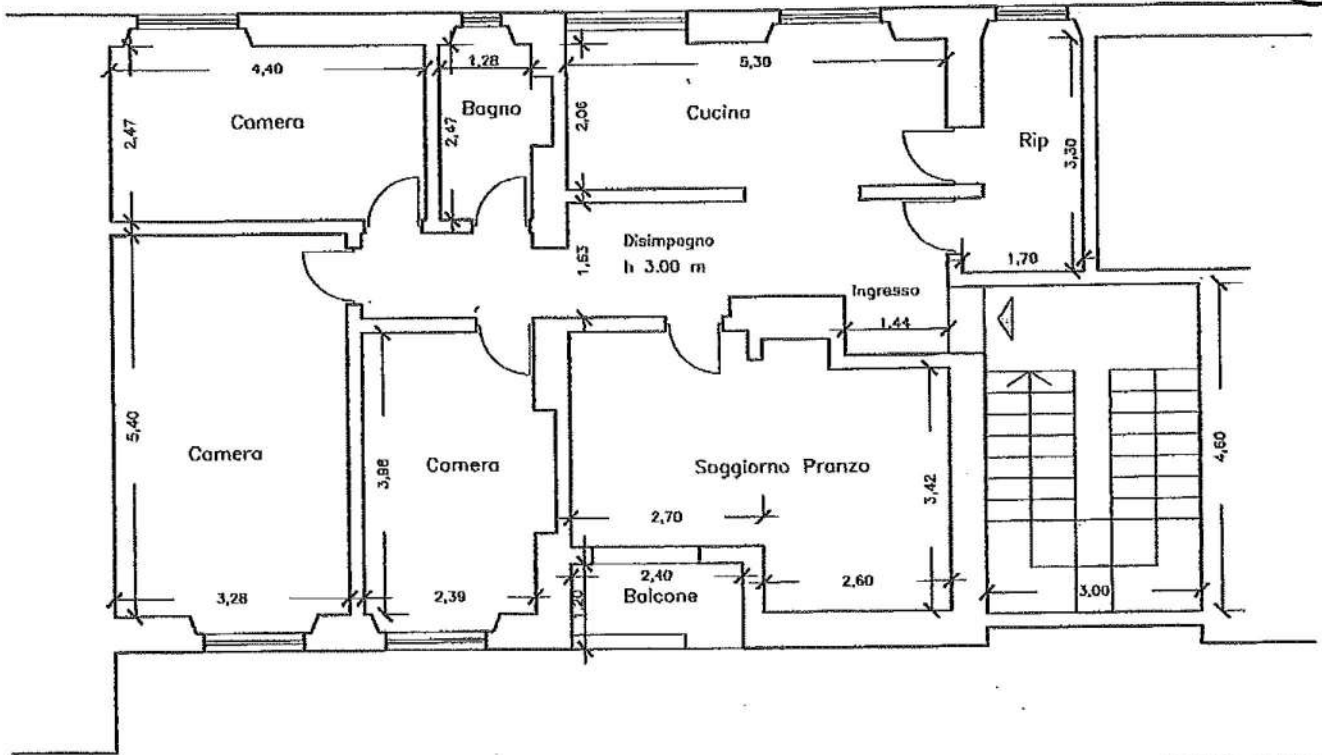 4,40
1,28
5,30
Camera
Bagno
Cucina
Rip
2,47
2,47
2,06
3,30
Disimpegno
h 3.00 m
1,63
1,70
Ingresso
1,44
5,40
Camera
3,98
Camera
Soggiorno Pranzo
3,42
4,60
2,70
3,28
2,39
1,20
2,40
Balcone
2,60
3,00